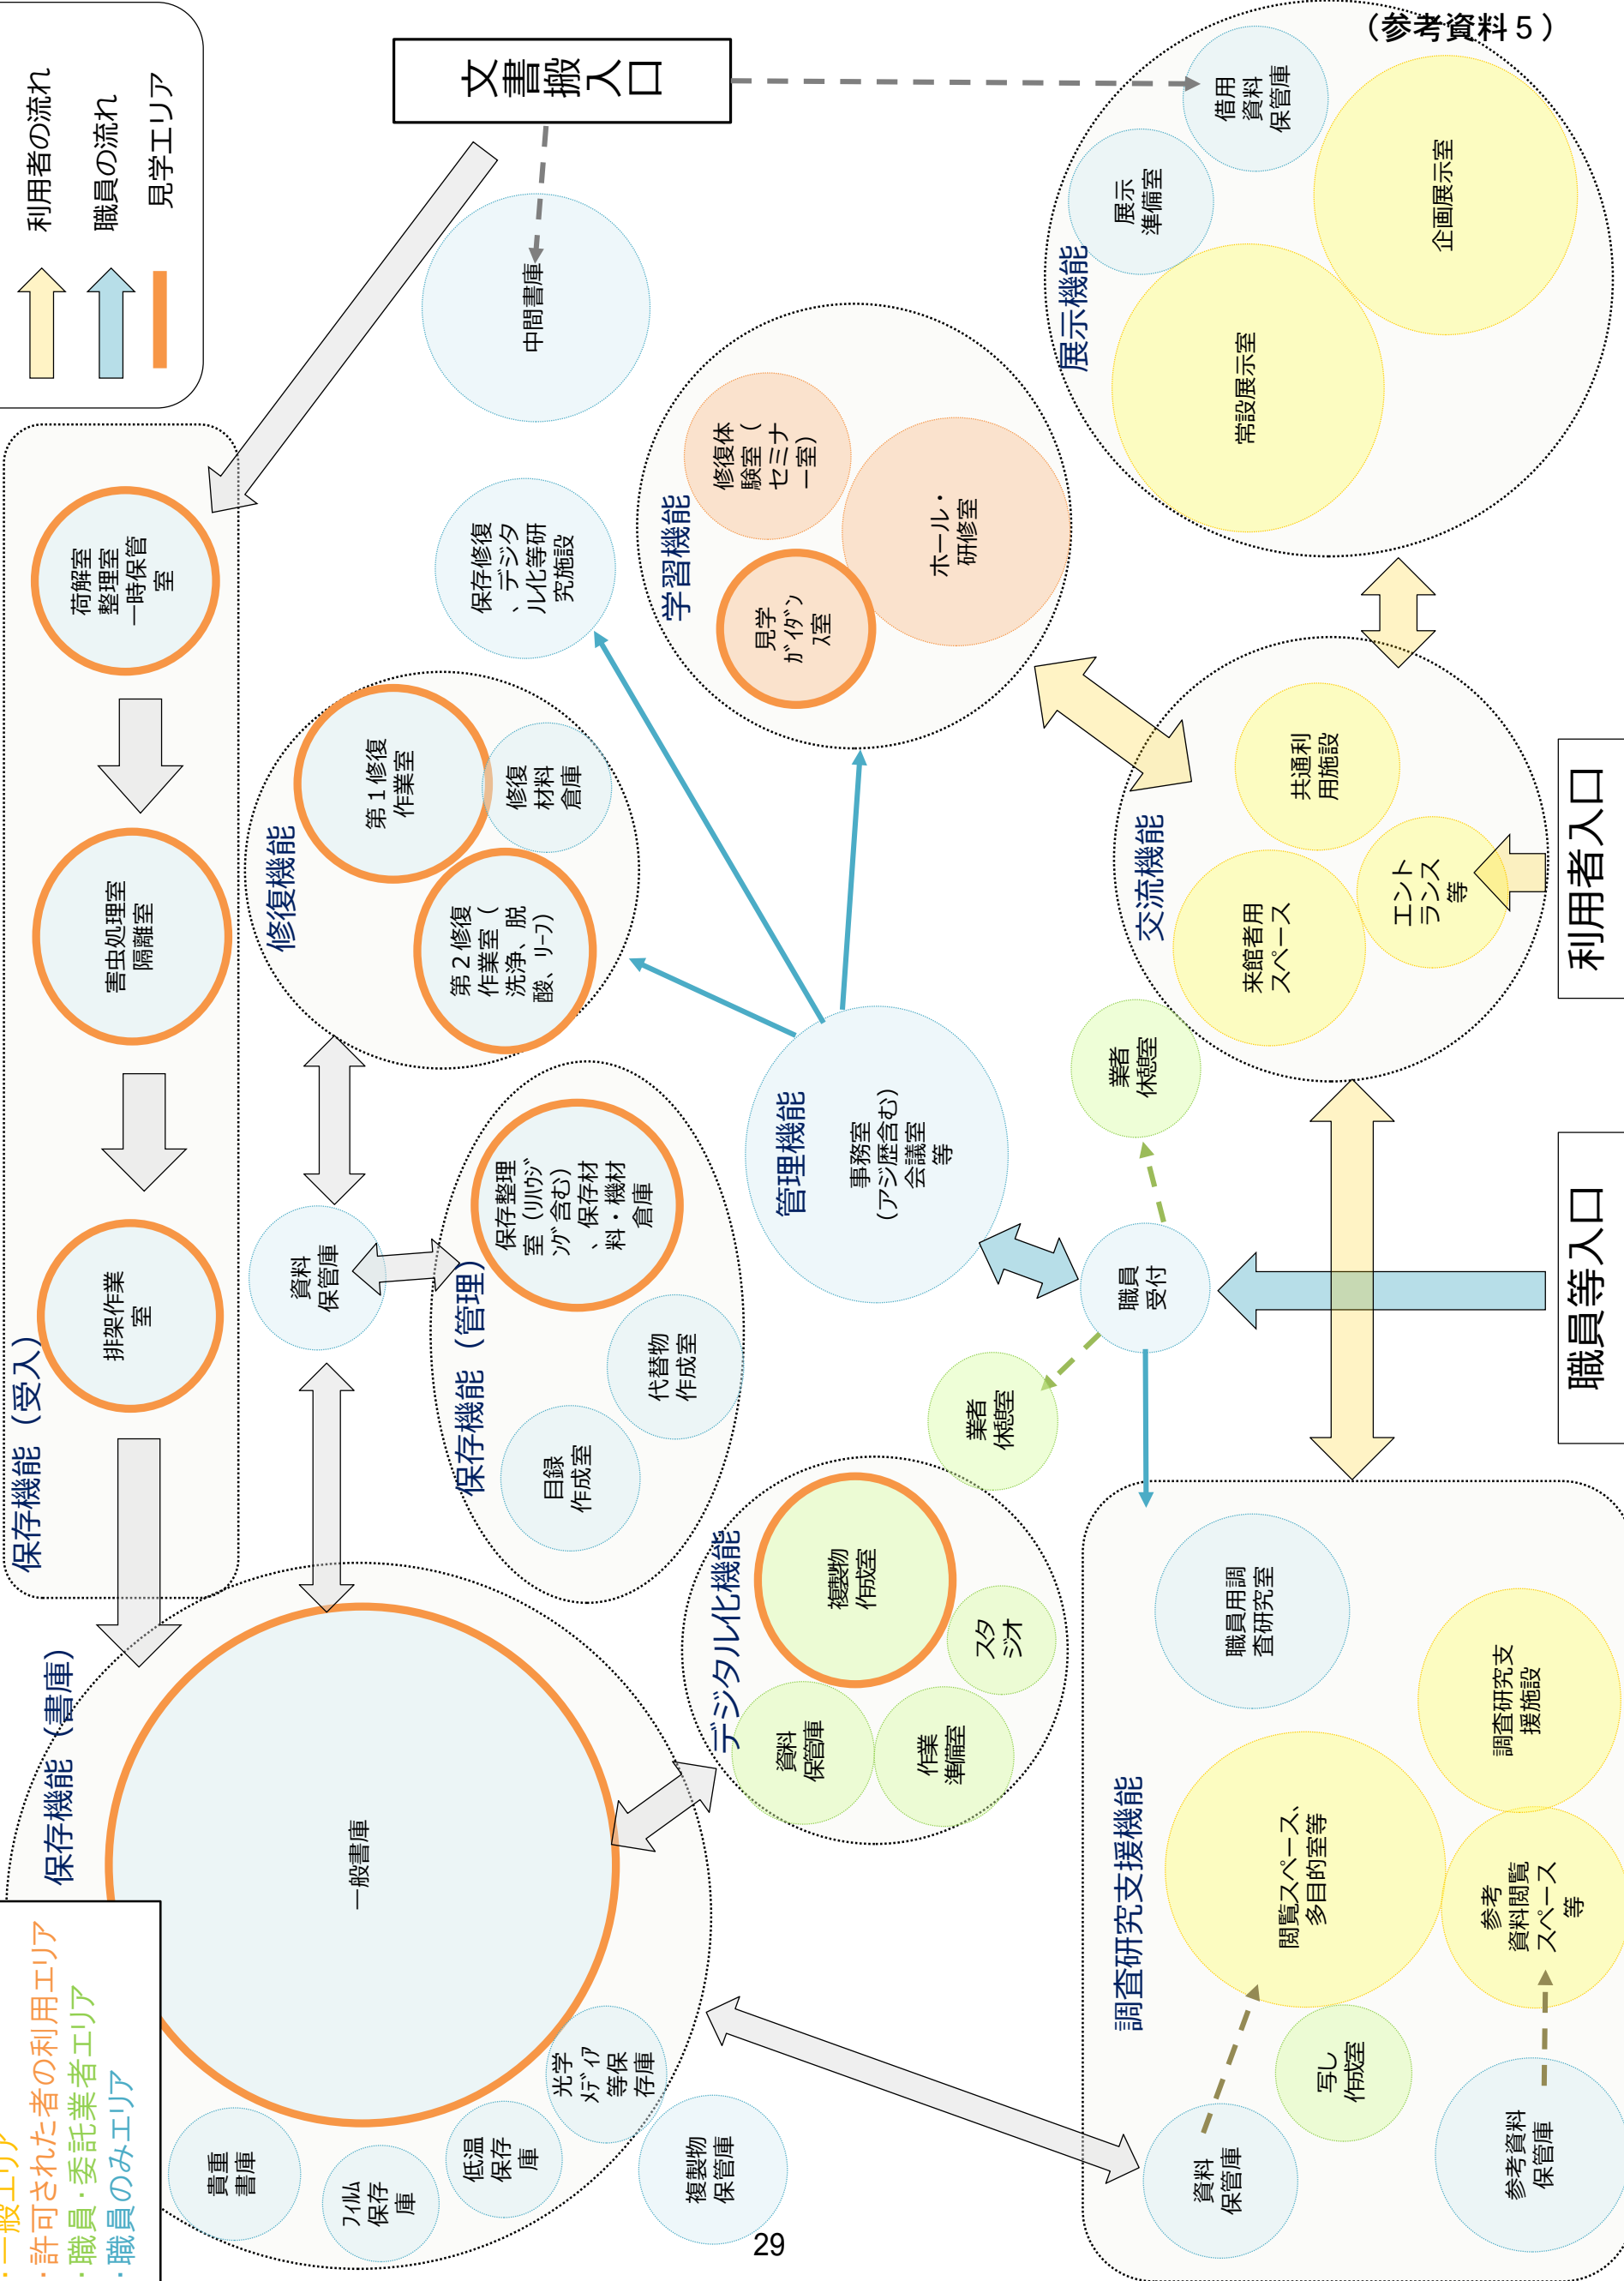 （参考資料５）
利用者の流れ
職員の流れ
見学エリア
・一般エリア
・許可された者の利用エリア
・職員・委託業者エリア
・職員のみエリア
文書搬入口
保存機能（受入）
荷解室
整理室
一時保管
室
害虫処理室
隔離室
排架作業
室
保存機能（書庫）
一般書庫
貴重
書庫
フィルム
保存
庫
低温
保存
庫
光学
メディア
等保
存庫
複製物
保管庫
資料
保管庫
修復機能
第１修復
作業室
第２修復
作業室（
洗浄、脱
酸、リーフ）
修復
材料
倉庫
保存機能（管理）
保存整理
室（リハウジ
ング含む）
、保存材
料・機材
倉庫
代替物
作成室
目録
作成室
中間書庫
保存修復
、デジタ
ル化等研
究施設
学習機能
修復体
験室（
セミナ
ー室）
見学
ガイダン
ス室
ホール・
研修室
展示機能
展示
準備室
借用
資料
保管庫
常設展示室
企画展示室
管理機能
事務室
（アジ歴含む）
会議室
等
デジタル化機能
複製物
作成室
スタ
ジオ
資料
保管庫
作業
準備室
業者
休憩室
業者
休憩室
職員
受付
交流機能
共通利
用施設
来館者用
スペース
エント
ランス
等
利用者入口
職員等入口
調査研究支援機能
職員用調
査研究室
閲覧スペース、
多目的室等
調査研究支
援施設
参考
資料閲覧
スペース
等
写し
作成室
資料
保管庫
参考資料
保管庫
29